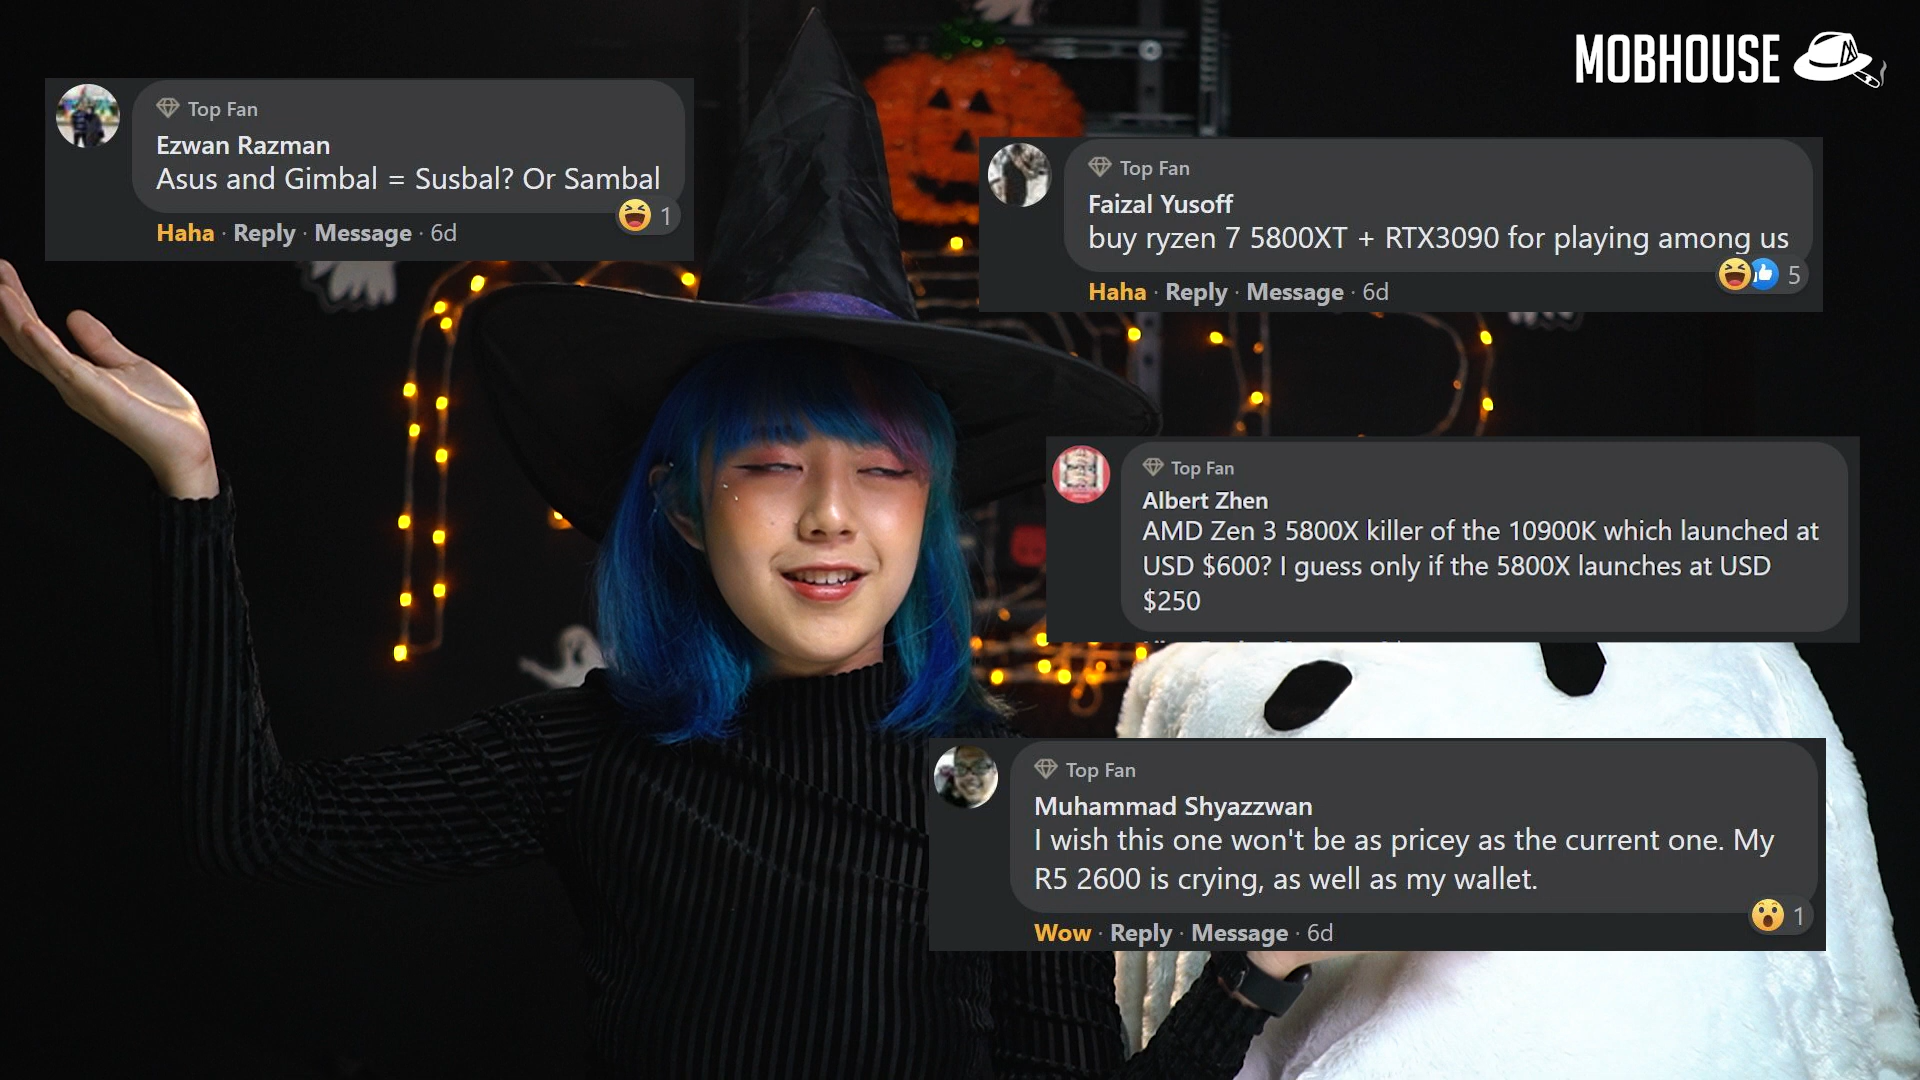 MOBHOUSE
Top Fan
Ezwan Razman
Asus and Gimbal = Susbal? Or Sambal
1
Haha · Reply · Message · 6d
Top Fan
Faizal Yusoff
buy ryzen 7 5800XT + RTX3090 for playing among us
5
Haha · Reply · Message · 6d
Top Fan
Albert Zhen
AMD Zen 3 5800X killer of the 10900K which launched at
USD $600? I guess only if the 5800X launches at USD
$250
Top Fan
Muhammad Shyazzwan
I wish this one won't be as pricey as the current one. My
R5 2600 is crying, as well as my wallet.
1
Wow · Reply · Message · 6d